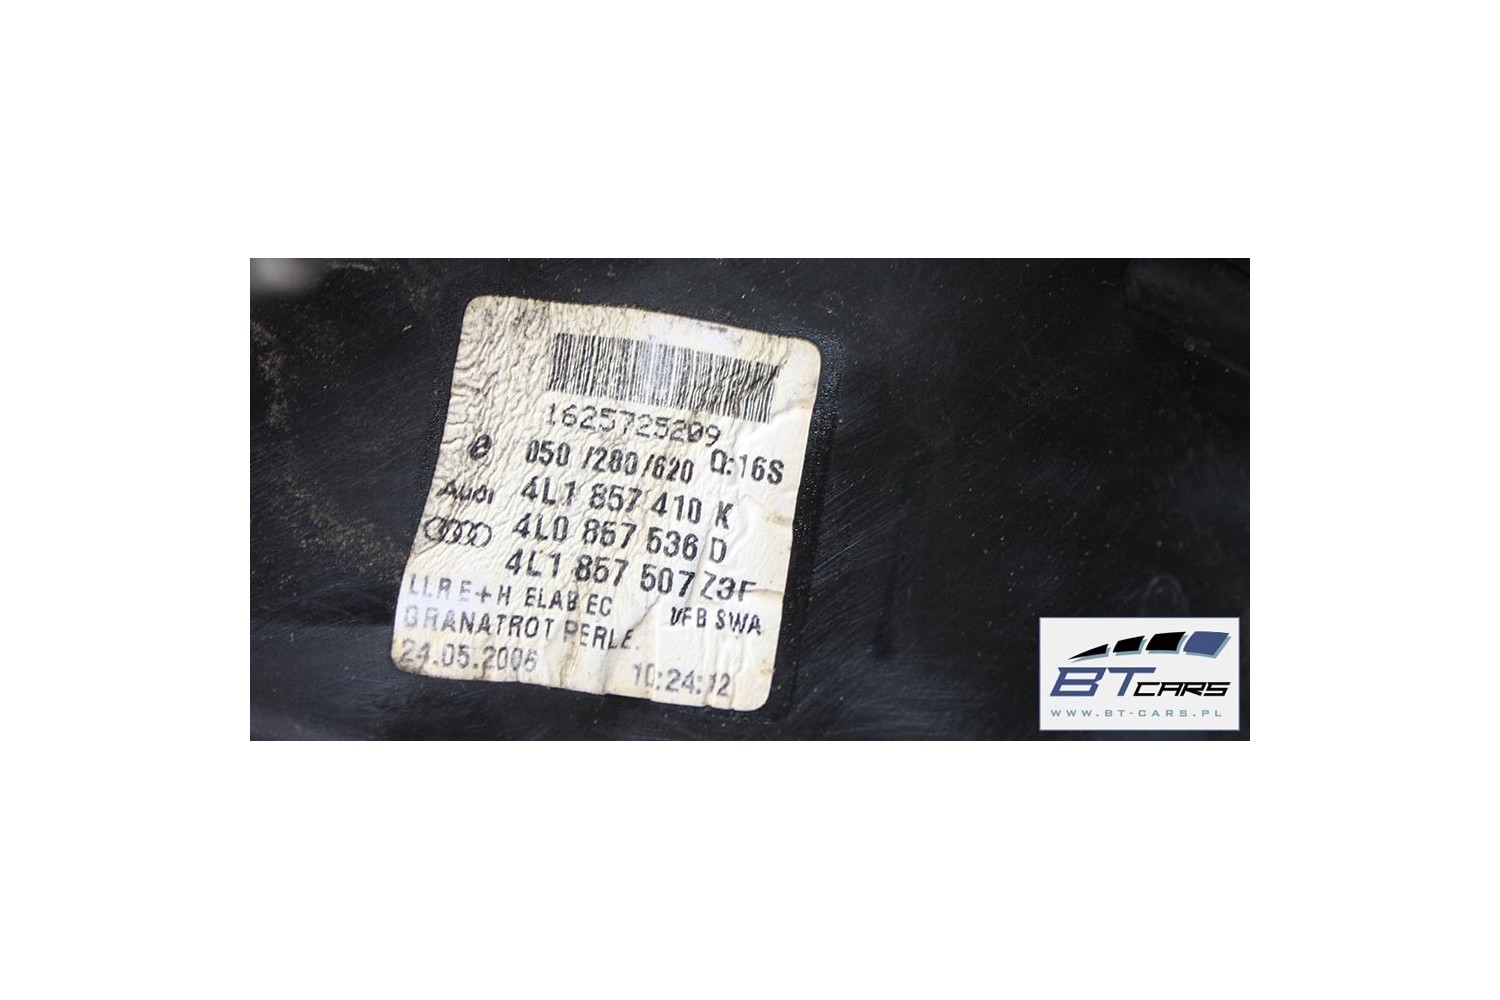 1625725209
050 /280/620 Q:16S
Audi 4L1 857 410 K
4L0 857 536 D
4L1 857 507 Z3F
LLR E+H ELAB EC VFB SWA
GRANATROT PERLE.
24.05.2006 10:24:12
BT CARS
WWW.BT-CARS.PL